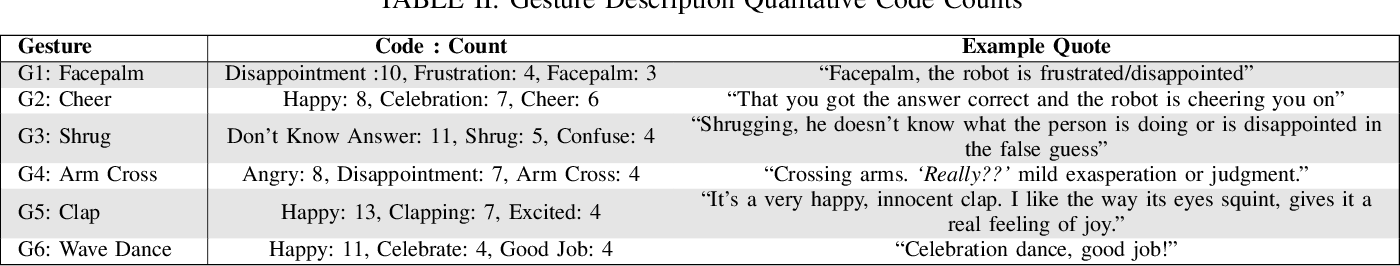 TABLE II: Gesture Description Qualitative Code Counts
Gesture Code : Count Example Quote
G1: Facepalm Disappointment :10, Frustration: 4, Facepalm: 3 “Facepalm, the robot is frustrated/disappointed”
G2: Cheer Happy: 8, Celebration: 7, Cheer: 6 “That you got the answer correct and the robot is cheering you on”
G3: Shrug Don’t Know Answer: 11, Shrug: 5, Confuse: 4 “Shrugging, he doesn’t know what the person is doing or is disappointed in
the false guess”
G4: Arm Cross Angry: 8, Disappointment: 7, Arm Cross: 4 “Crossing arms. ‘Really??’ mild exasperation or judgment.”
G5: Clap Happy: 13, Clapping: 7, Excited: 4 “It’s a very happy, innocent clap. I like the way its eyes squint, gives it a
real feeling of joy.”
G6: Wave Dance Happy: 11, Celebrate: 4, Good Job: 4 “Celebration dance, good job!”